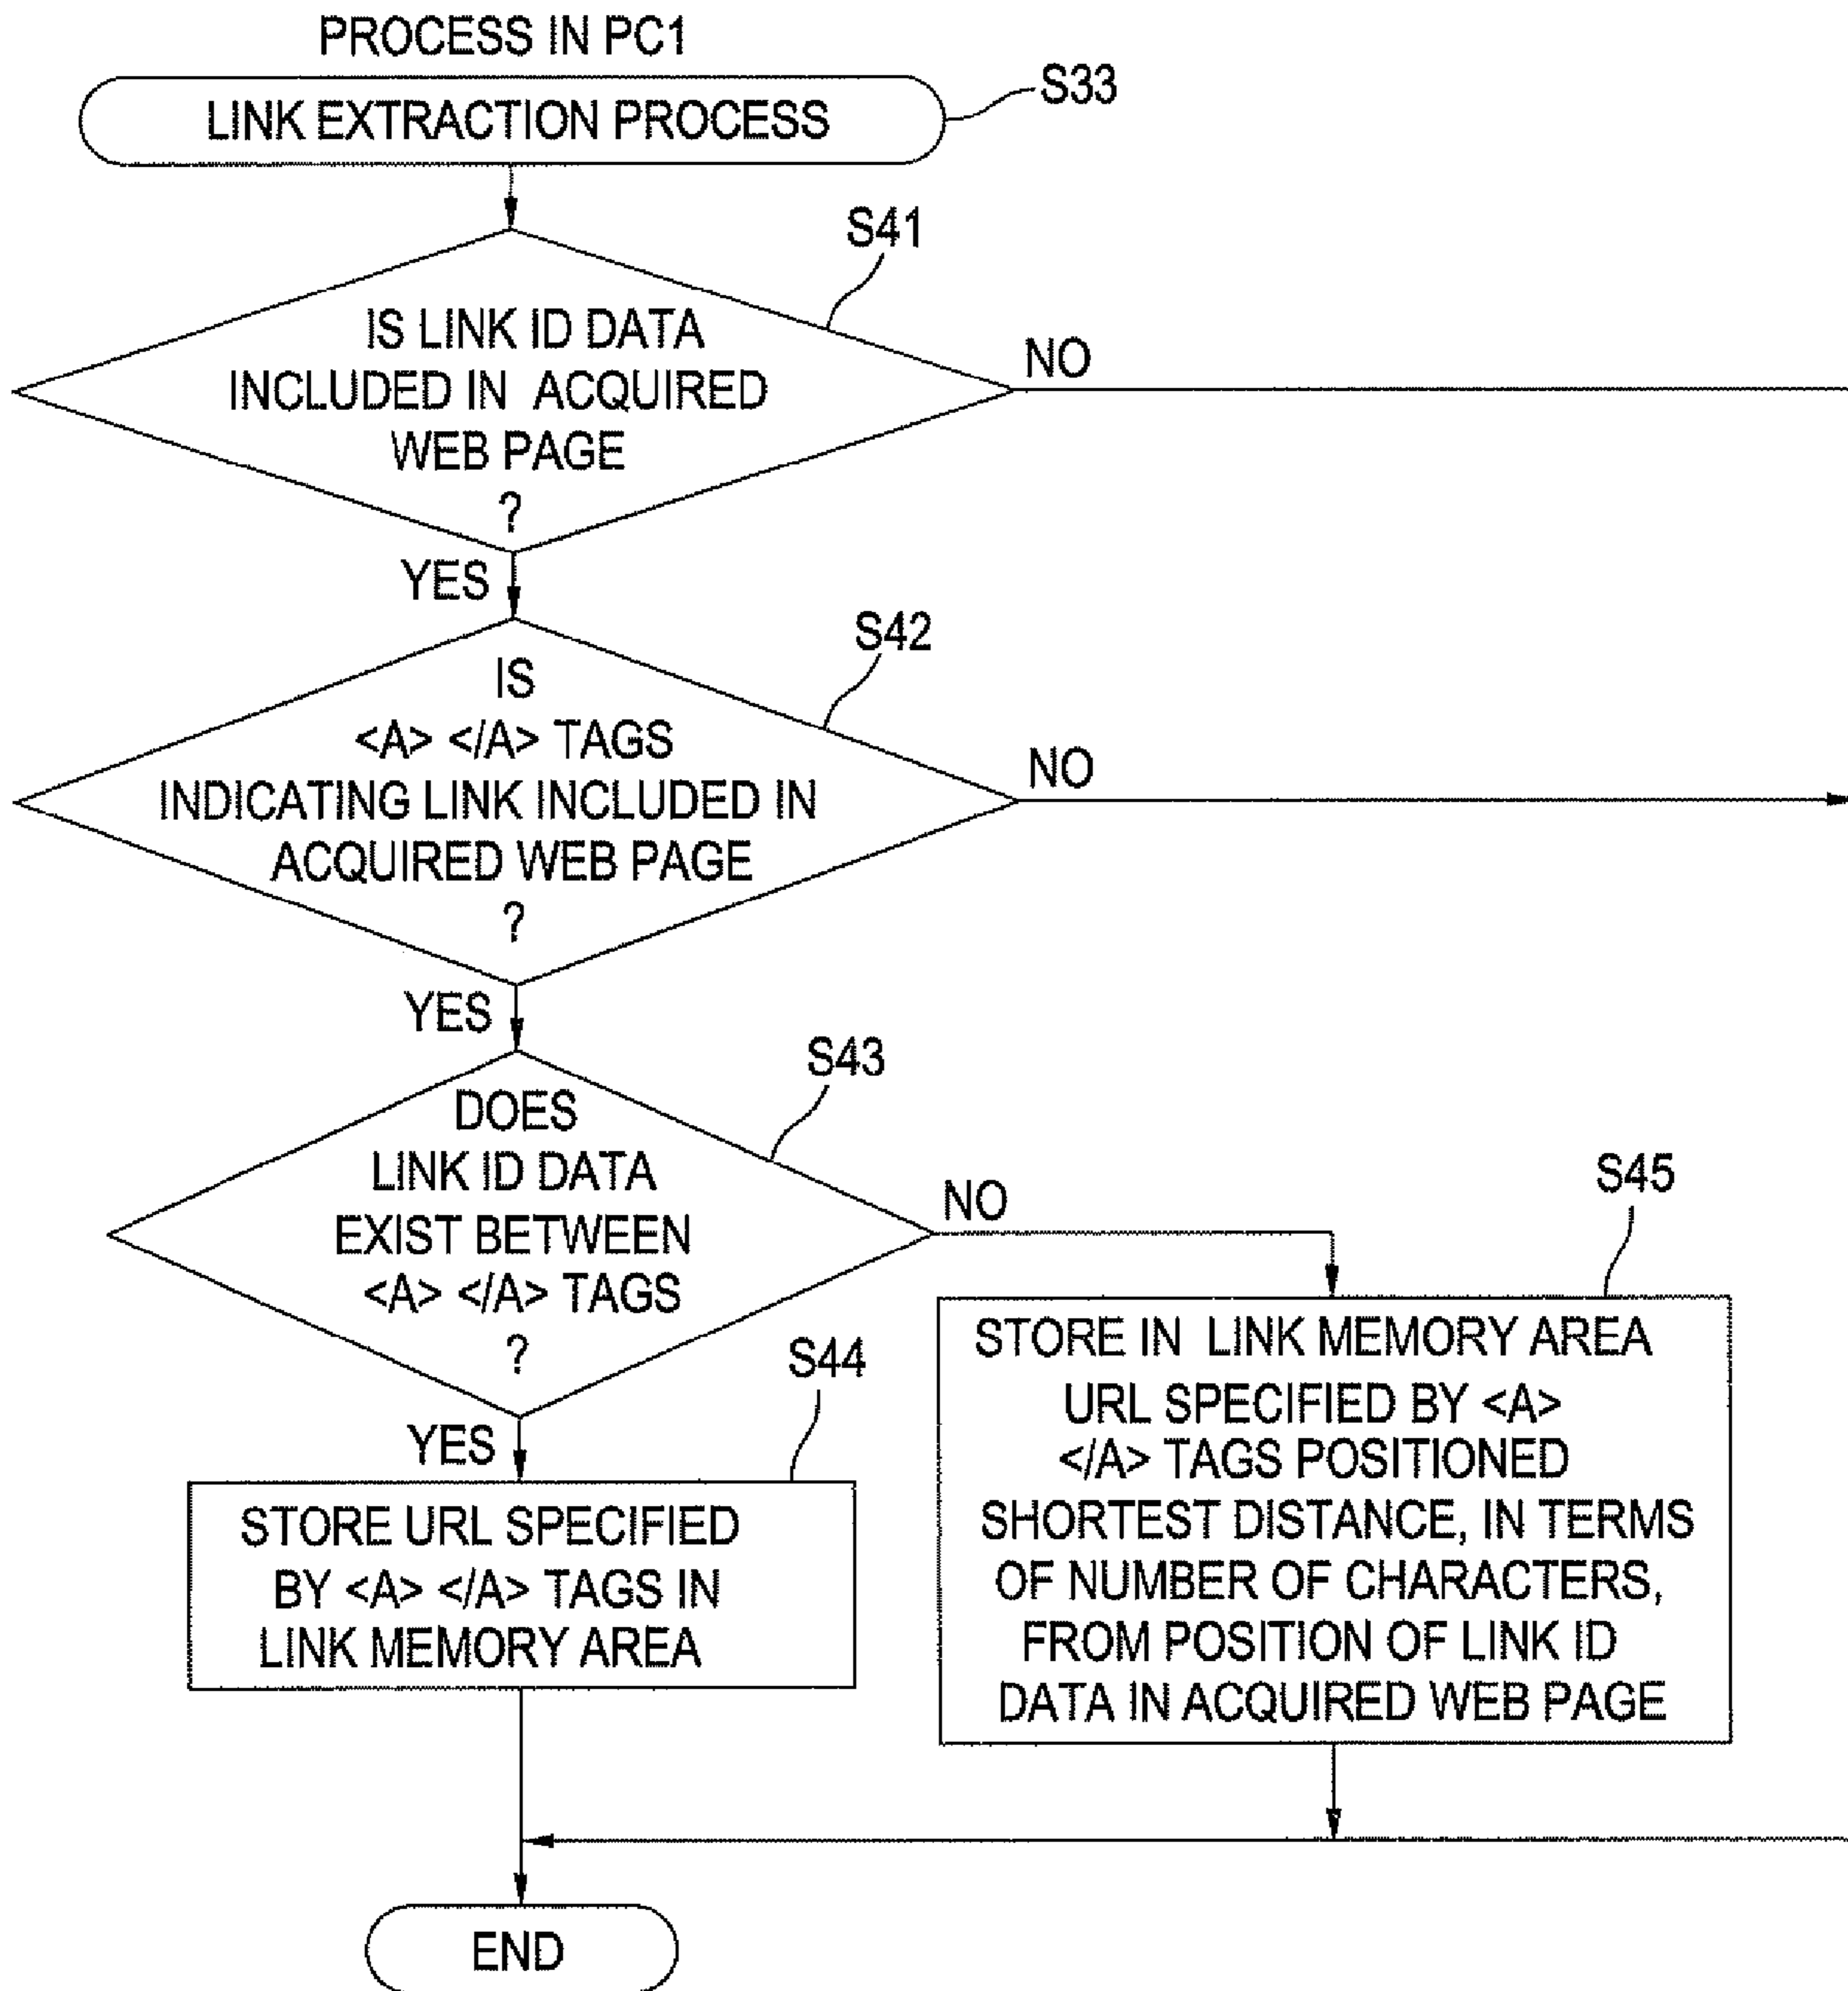 PROCESS IN PC1
LINK EXTRACTION PROCESS
S33
S41
IS LINK ID DATA
INCLUDED IN ACQUIRED
WEB PAGE
?
NO
YES
S42
IS
<A> </A> TAGS
INDICATING LINK INCLUDED IN
ACQUIRED WEB PAGE
?
NO
YES
S43
DOES
LINK ID DATA
EXIST BETWEEN
<A> </A> TAGS
?
NO
YES
S44
STORE URL SPECIFIED
BY <A> </A> TAGS IN
LINK MEMORY AREA
S45
STORE IN LINK MEMORY AREA
URL SPECIFIED BY <A>
</A> TAGS POSITIONED
SHORTEST DISTANCE, IN TERMS
OF NUMBER OF CHARACTERS,
FROM POSITION OF LINK ID
DATA IN ACQUIRED WEB PAGE
END